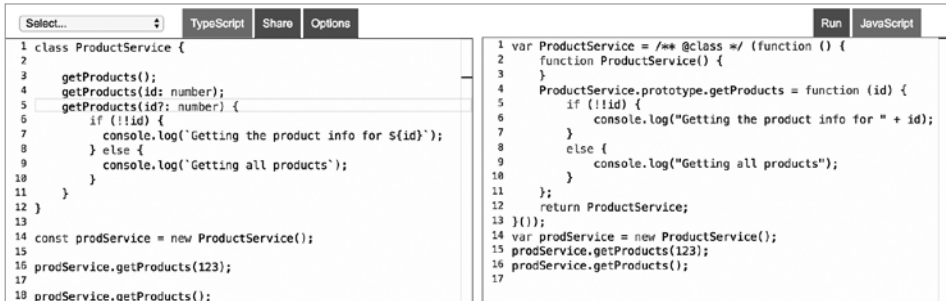 Select... TypeScript Share Options
Run JavaScript
1 class ProductService {
2
3 getProducts();
4 getProducts(id: number);
5 getProducts(id?: number) {
6 if (!!id) {
7 console.log(`Getting the product info for ${id}`);
8 } else {
9 console.log(`Getting all products`);
10 }
11 }
12 }
13
14 const prodService = new ProductService();
15
16 prodService.getProducts(123);
17
18 prodService.getProducts();
1 var ProductService = /** @class */ (function () {
2 function ProductService() {
3 }
4 ProductService.prototype.getProducts = function (id) {
5 if (!!id) {
6 console.log("Getting the product info for " + id);
7 }
8 else {
9 console.log("Getting all products");
10 }
11 };
12 return ProductService;
13 }());
14 var prodService = new ProductService();
15 prodService.getProducts(123);
16 prodService.getProducts();
17